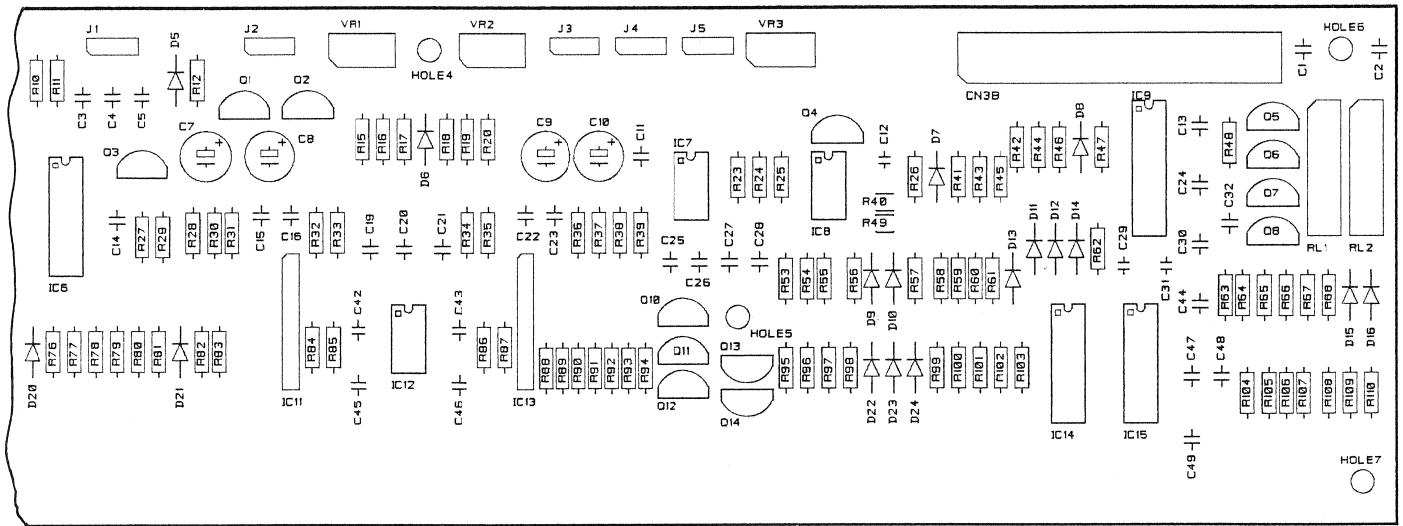 J1
D5
J2
VR1
VR2
J3
J4
J5
VR3
HOLE6
HOLE4
C1
C2
R10
R11
R12
Q1
Q2
C3
C4
C5
CN3B
IC9
C7
C8
C9
C10
C11
Q4
C12
D7
D8
C13
Q5
Q3
R15
R16
R17
R18
R19
R20
D6
IC7
R23
R24
R25
R26
R41
R43
R45
R42
R44
R46
R47
R48
Q6
C24
Q7
C32
Q8
R40
R49
IC8
C14
R27
R29
R28
R30
R31
C15
C16
R32
R33
C19
C20
C21
R34
R35
C22
C23
R36
R37
R38
R39
C25
C26
C27
C28
D11
D12
D14
D13
R62
C29
C30
C31
RL1
RL2
IC6
R53
R54
R55
R56
D9
D10
R57
R58
R59
R60
R61
C44
R63
R64
R65
R66
R67
R68
D15
D16
C42
C43
Q10
HOLE5
D20
R76
R77
R78
R79
R80
R81
D21
R82
R83
R84
R85
IC12
R86
R87
Q11
Q13
C47
C48
IC11
C45
C46
IC13
R88
R89
R90
R91
R92
R93
R94
Q12
Q14
R95
R96
R97
R98
D22
D23
D24
R99
R100
R101
R102
R103
IC14
IC15
R104
R105
R106
R107
R108
R109
R110
C49
HOLE7